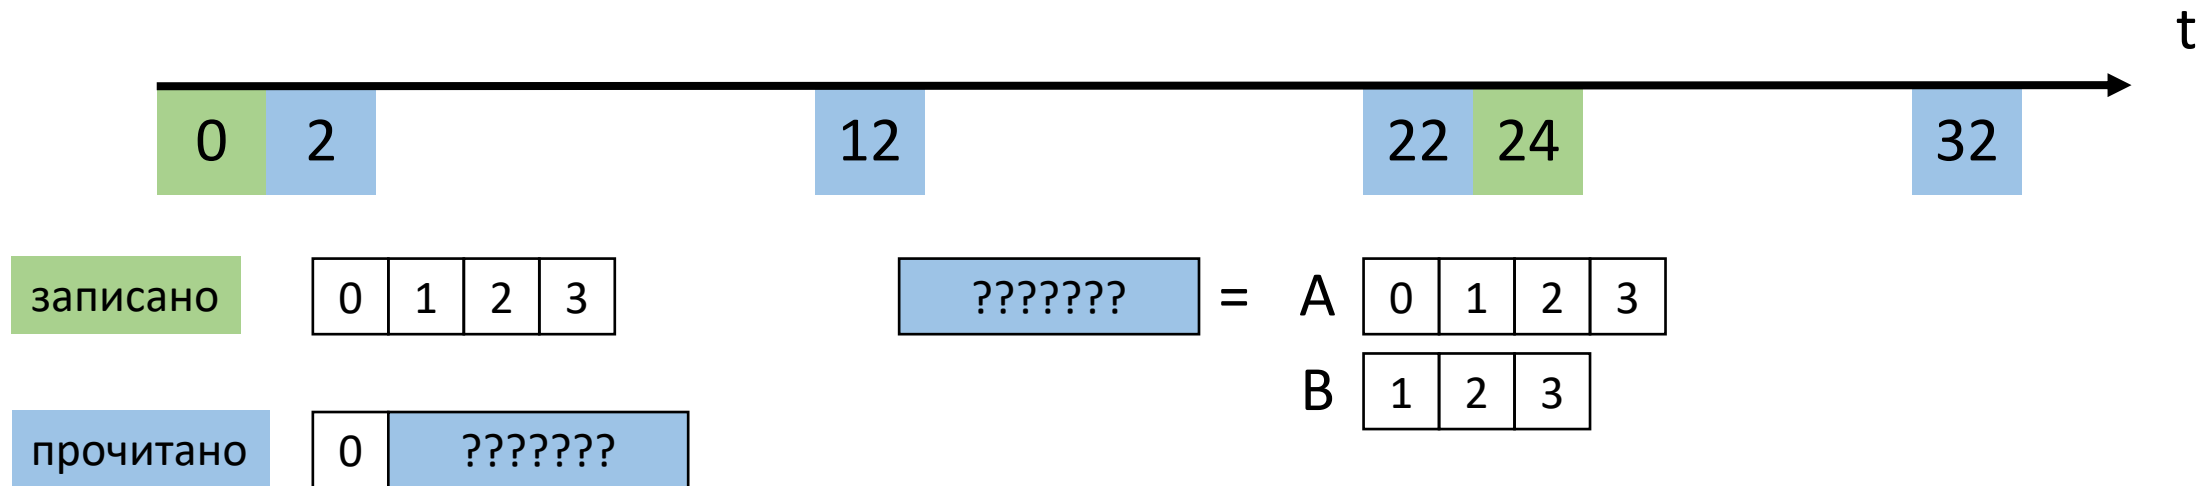 t
0 2 12 22 24 32
записано 0 1 2 3 ??????? = A 0 1 2 3
B 1 2 3
прочитано 0 ???????